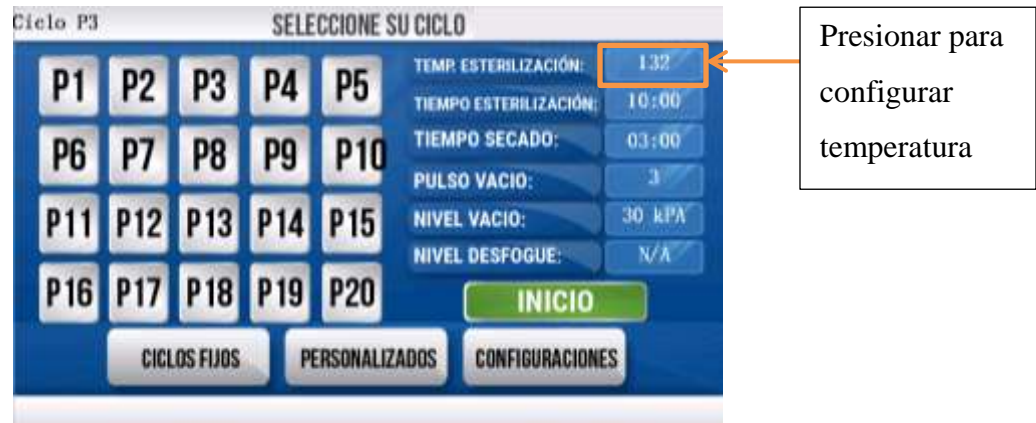 Ciclo P3
SELECCIONE SU CICLO
P1 P2 P3 P4 P5
P6 P7 P8 P9 P10
P11 P12 P13 P14 P15
P16 P17 P18 P19 P20
TEMP. ESTERILIZACIÓN: 132
TIEMPO ESTERILIZACIÓN: 10:00
TIEMPO SECADO: 03:00
PULSO VACIO: 3
NIVEL VACIO: 30 kPA
NIVEL DESFOGUE: N/A
INICIO
CICLOS FIJOS PERSONALIZADOS CONFIGURACIONES
Presionar para
configurar
temperatura